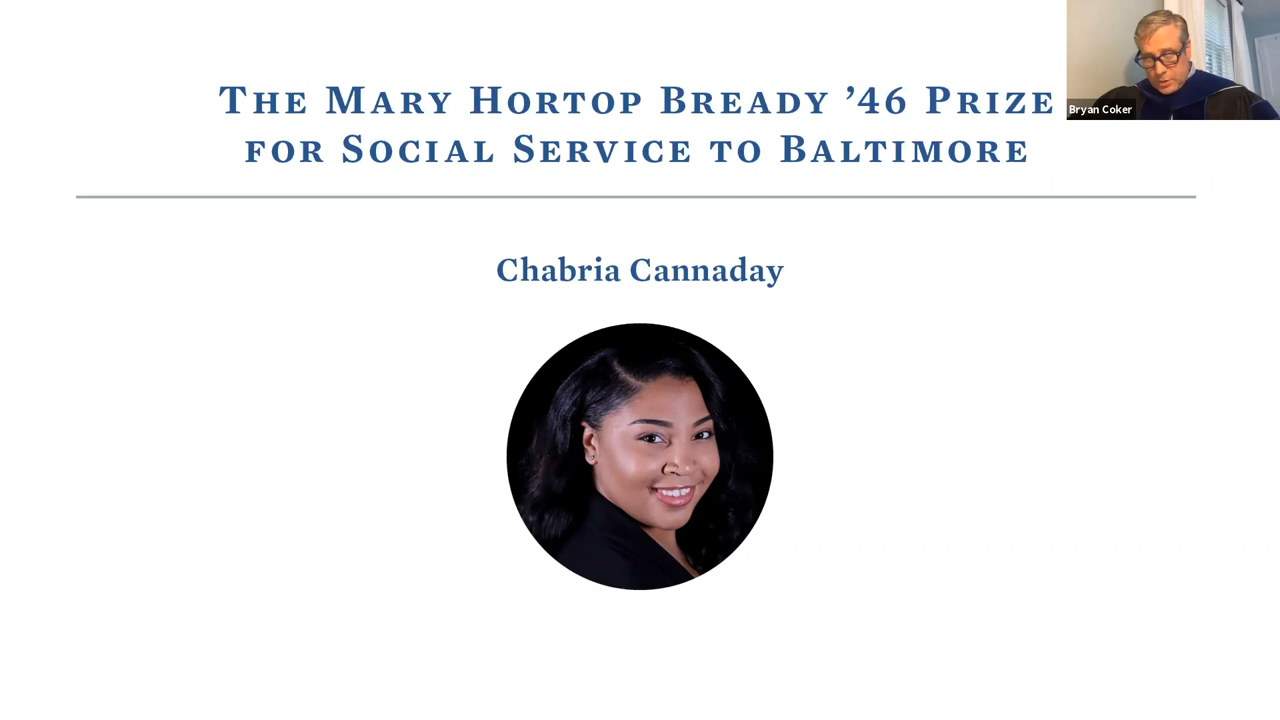 The Mary Hortop Bready ’46 Prize
for Social Service to Baltimore
Chabria Cannaday
Bryan Coker